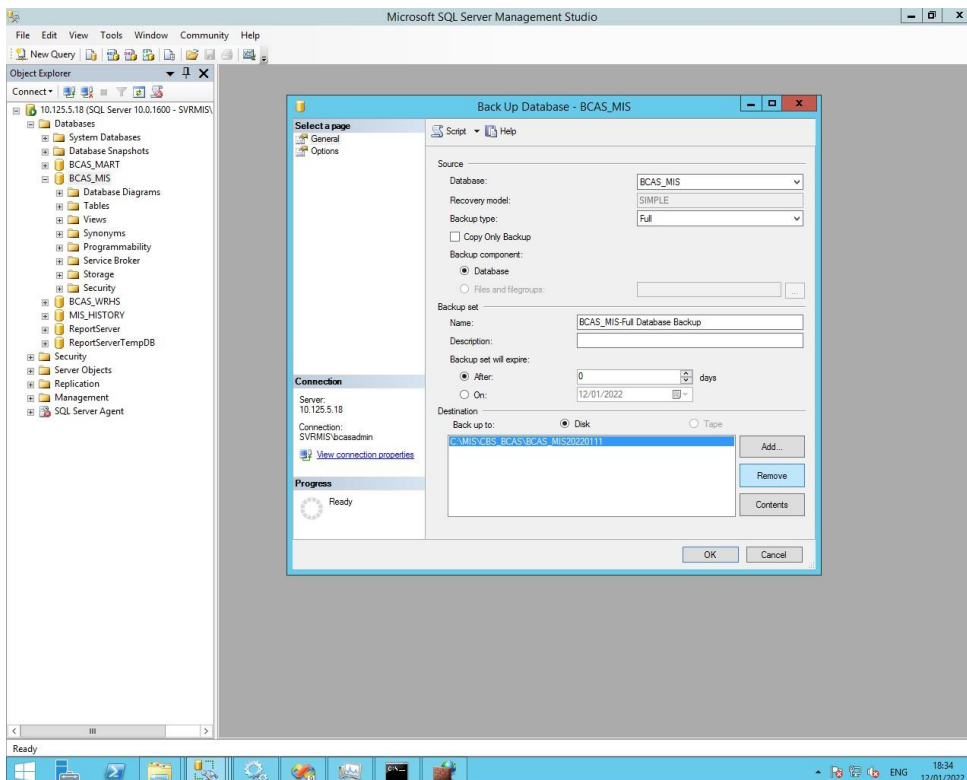 Microsoft SQL Server Management Studio
File Edit View Tools Window Community Help
New Query
Object Explorer
Connect
10.125.5.18 (SQL Server 10.0.1600 - SVRMIS\
Databases
System Databases
Database Snapshots
BCAS_MART
BCAS_MIS
Database Diagrams
Tables
Views
Synonyms
Programmability
Service Broker
Storage
Security
BCAS_WRHS
MIS_HISTORY
ReportServer
ReportServerTempDB
Security
Server Objects
Replication
Management
SQL Server Agent
Back Up Database - BCAS_MIS
Select a page
General
Options
Script Help
Source
Database: BCAS_MIS
Recovery model: SIMPLE
Backup type: Full
Copy Only Backup
Backup component:
Database
Files and filegroups: ...
Backup set
Name: BCAS_MIS-Full Database Backup
Description:
Backup set will expire:
After: 0 days
On: 12/01/2022
Destination
Back up to: Disk Tape
C:\MIS\CBS_BCAS\BCAS_MIS20220111
Add...
Remove
Contents
Connection
Server:
10.125.5.18
Connection:
SVRMIS\bcasadmin
View connection properties
Progress
Ready
OK Cancel
Ready
ENG
18:34
12/01/2022